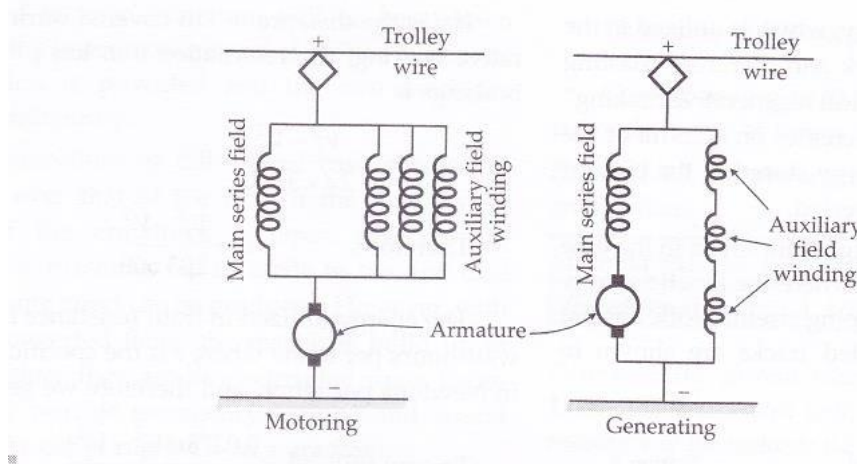 +
Trolley
wire
Main series field
Auxiliary field
winding
Armature
−
Motoring
+
Trolley
wire
Main series field
Auxiliary
field
winding
−
Generating